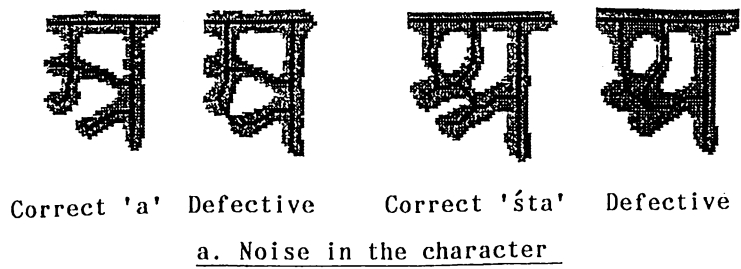 Correct 'a' Defective Correct 'śta' Defective
a. Noise in the character